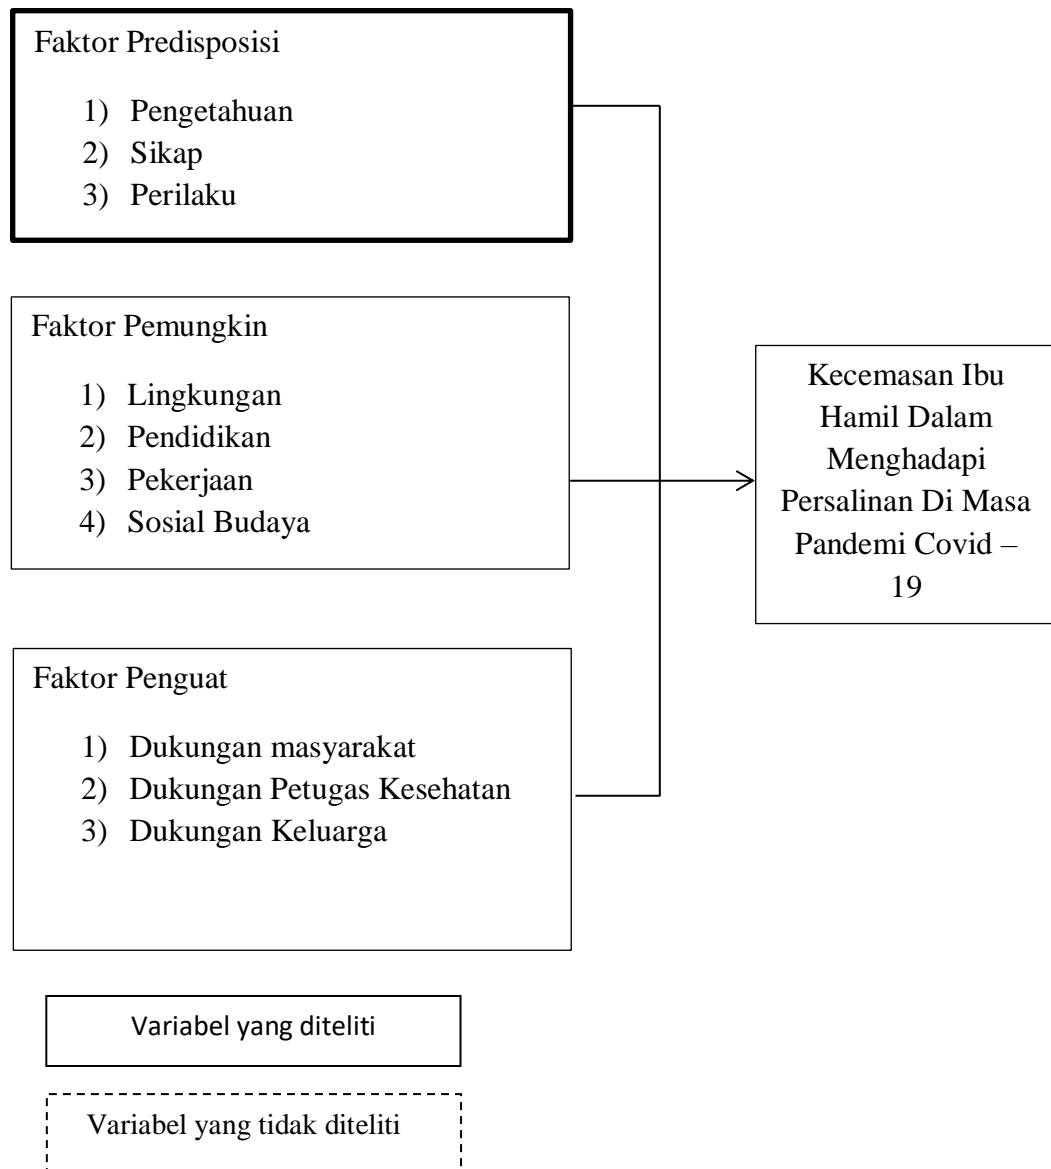 Faktor Predisposisi
1) Pengetahuan
2) Sikap
3) Perilaku
Faktor Pemungkin
1) Lingkungan
2) Pendidikan
3) Pekerjaan
4) Sosial Budaya
Kecemasan Ibu
Hamil Dalam
Menghadapi
Persalinan Di Masa
Pandemi Covid –
19
Faktor Penguat
1) Dukungan masyarakat
2) Dukungan Petugas Kesehatan
3) Dukungan Keluarga
Variabel yang diteliti
Variabel yang tidak diteliti